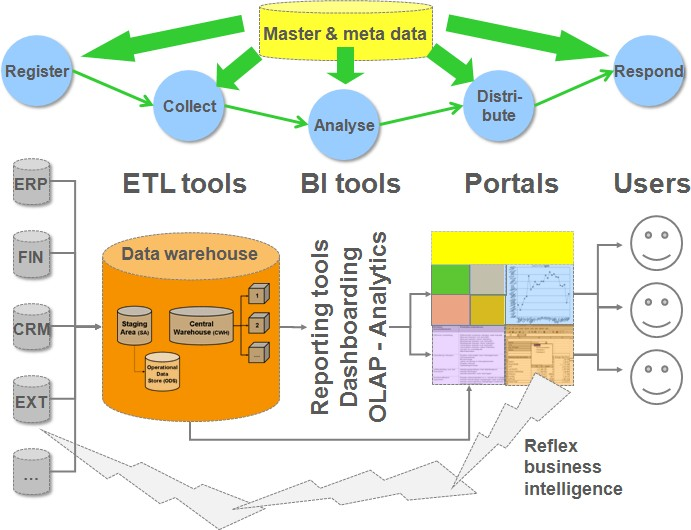 Master & meta data
Register
Collect
Analyse
Distri-
bute
Respond
ETL tools
BI tools
Portals
Users
ERP
FIN
CRM
EXT
...
Data warehouse
Staging
Area (SA)
Central
Warehouse (CWH)
1
2
...
Operational
Data
Store (ODS)
Reporting tools
Dashboarding
OLAP - Analytics
Reflex
business
intelligence